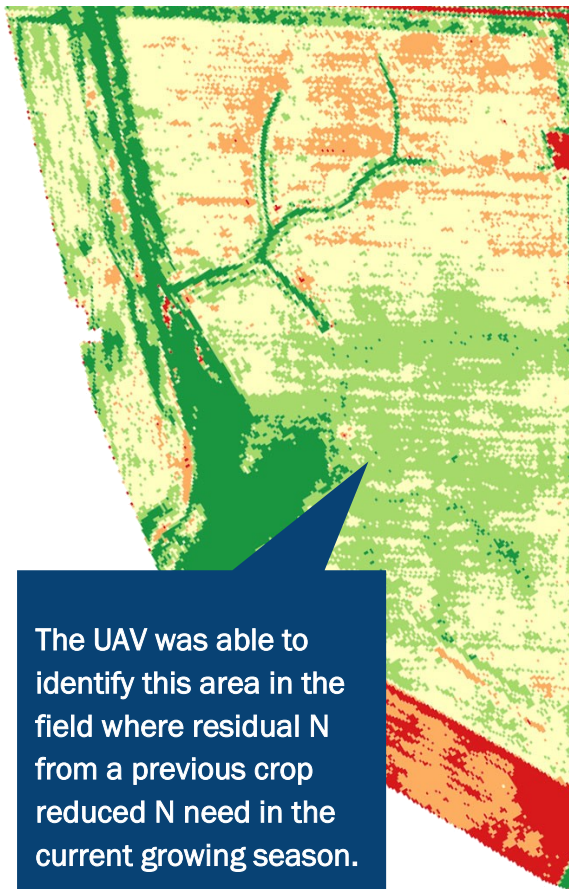 The UAV was able to
identify this area in the
field where residual N
from a previous crop
reduced N need in the
current growing season.